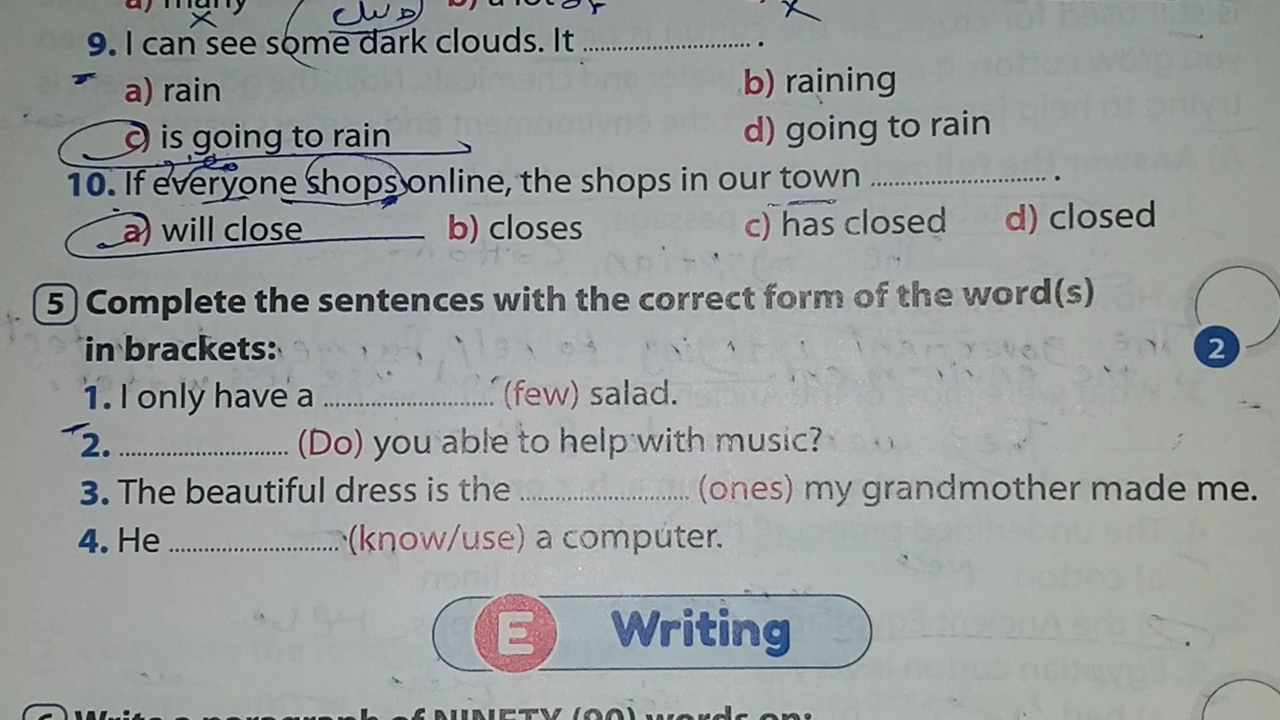 9. I can see some dark clouds. It ........................ .
a) rain b) raining
c) is going to rain d) going to rain
10. If everyone shops online, the shops in our town ........................ .
a) will close b) closes c) has closed d) closed
5 Complete the sentences with the correct form of the word(s)
in brackets:
2
1. I only have a ........................ (few) salad.
2. ........................ (Do) you able to help with music?
3. The beautiful dress is the ........................ (ones) my grandmother made me.
4. He ........................ (know/use) a computer.
E Writing